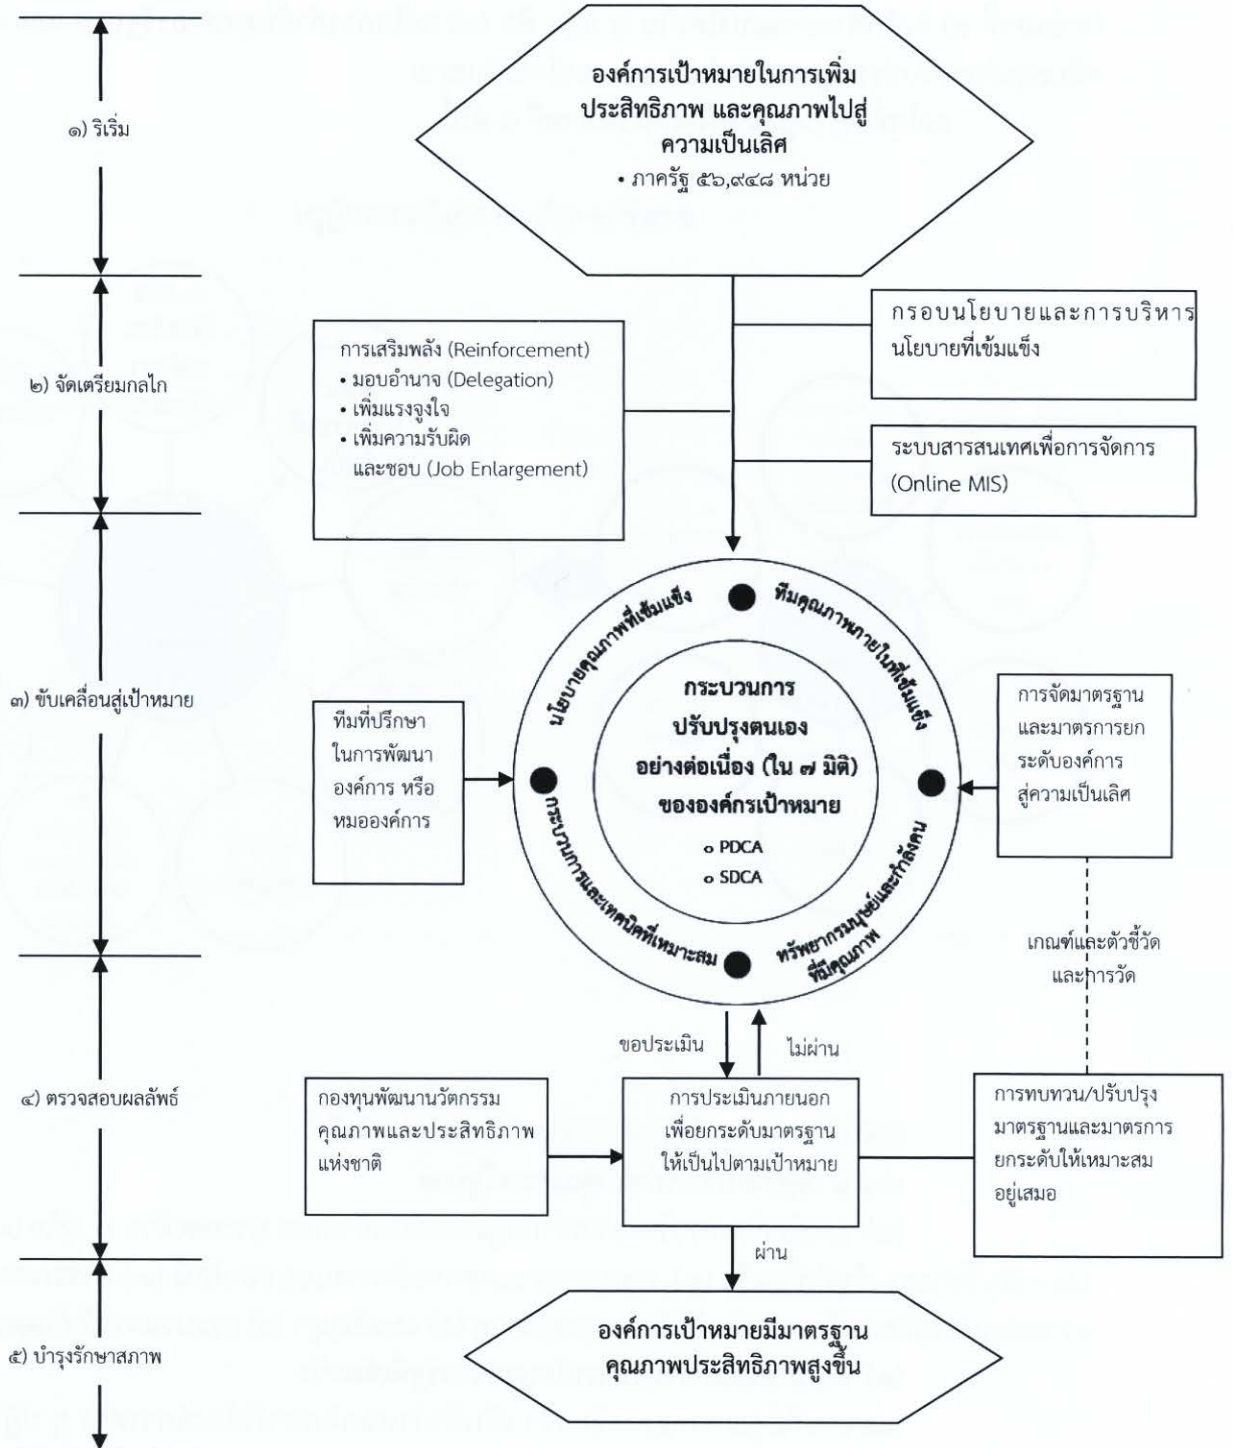 องค์การเป้าหมายในการเพิ่ม
ประสิทธิภาพ และคุณภาพไปสู่
ความเป็นเลิศ
• ภาครัฐ ๕๖,๙๔๘ หน่วย
๑) ริเริ่ม
กรอบนโยบายและการบริหาร
นโยบายที่เข้มแข็ง
การเสริมพลัง (Reinforcement)
• มอบอำนาจ (Delegation)
• เพิ่มแรงจูงใจ
• เพิ่มความรับผิด
และชอบ (Job Enlargement)
๒) จัดเตรียมกลไก
ระบบสารสนเทศเพื่อการจัดการ
(Online MIS)
นโยบายคุณภาพที่เข้มแข็ง
ทีมคุณภาพภายในที่เข้มแข็ง
กระบวนการ
ปรับปรุงตนเอง
อย่างต่อเนื่อง (ใน ๗ มิติ)
ขององค์กรเป้าหมาย
๐ PDCA
๐ SDCA
กระบวนการและเทคนิคที่เหมาะสม
ทรัพยากรมนุษย์และกำลังคน
ที่มีคุณภาพ
๓) ขับเคลื่อนสู่เป้าหมาย
ทีมที่ปรึกษา
ในการพัฒนา
องค์การ หรือ
หมอองค์การ
การจัดมาตรฐาน
และมาตรการยก
ระดับองค์การ
สู่ความเป็นเลิศ
เกณฑ์และตัวชี้วัด
และการวัด
ขอประเมิน
ไม่ผ่าน
๔) ตรวจสอบผลลัพธ์
กองทุนพัฒนานวัตกรรม
คุณภาพและประสิทธิภาพ
แห่งชาติ
การประเมินภายนอก
เพื่อยกระดับมาตรฐาน
ให้เป็นไปตามเป้าหมาย
การทบทวน/ปรับปรุง
มาตรฐานและมาตรการ
ยกระดับให้เหมาะสม
อยู่เสมอ
ผ่าน
๕) บำรุงรักษาสภาพ
องค์การเป้าหมายมีมาตรฐาน
คุณภาพประสิทธิภาพสูงขึ้น